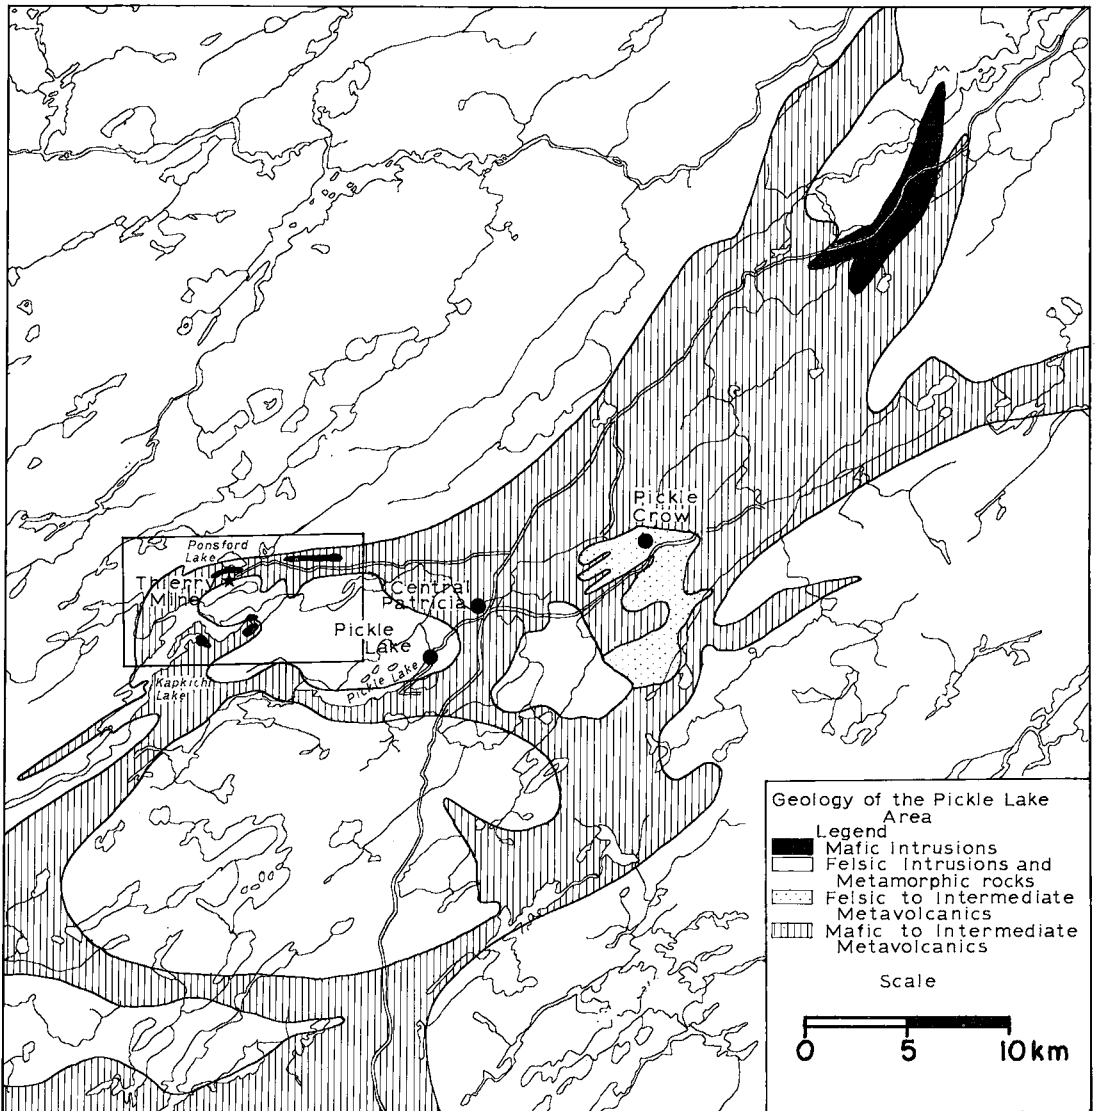 Pickle
Crow
Ponsford
Lake
Thierry
Mine
Central
Patricia
Pickle
Lake
Pickle Lake
Kapkichi
Lake
Geology of the Pickle Lake
Area
Legend
Mafic Intrusions
Felsic Intrusions and
Metamorphic rocks
Felsic to Intermediate
Metavolcanics
Mafic to Intermediate
Metavolcanics
Scale
0 5 10km